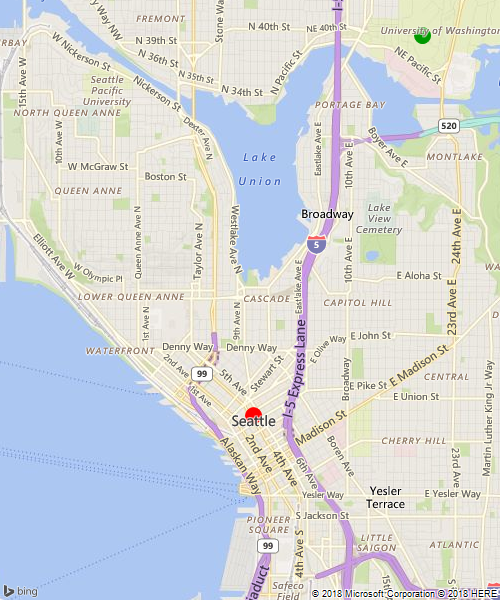 FREMONT
Stone Way N
I-5
University of Washington
N 40th St
NE 40th St
N 39th St
N 36th St
N 35th St
N 34th St
N Pacific St
NE Pacific St
W Nickerson St
Nickerson St
15th Ave W
Seattle
Pacific
University
PORTAGE BAY
NORTH QUEEN ANNE
Dexter Ave N
520
10th Ave W
Eastlake Ave E
Boyer Ave E
10th Ave E
MONTLAKE
Lake
Union
W McGraw St
Boston St
QUEEN ANNE
Lake
View
Cemetery
Broadway
Queen Anne Ave N
Taylor Ave N
Westlake Ave N
24th Ave E
Elliott Ave W
5
10th Ave E
W Olympic Pl
E Aloha St
Eastlake Ave E
LOWER QUEEN ANNE
CASCADE
CAPITOL HILL
1st Ave N
9th Ave N
23rd Ave E
WATERFRONT
Denny Way
Denny Way
E John St
E Olive Way
2nd Ave
99
5th Ave
Stewart St
I-5 Express Lane
E Madison St
CENTRAL
1st Ave
Broadway
E Pike St
E Union St
Martin Luther King Jr Way
Seattle
Madison St
2nd Ave
CHERRY HILL
Alaskan Way
4th Ave
6th Ave
Boren Ave
23rd Ave
Yesler Way
Yesler
Terrace
E Yesler Way
PIONEER
SQUARE
S Jackson St
99
4th Ave S
LITTLE
SAIGON
ATLANTIC
Safeco
Field
bing
© 2018 Microsoft Corporation © 2018 HERE